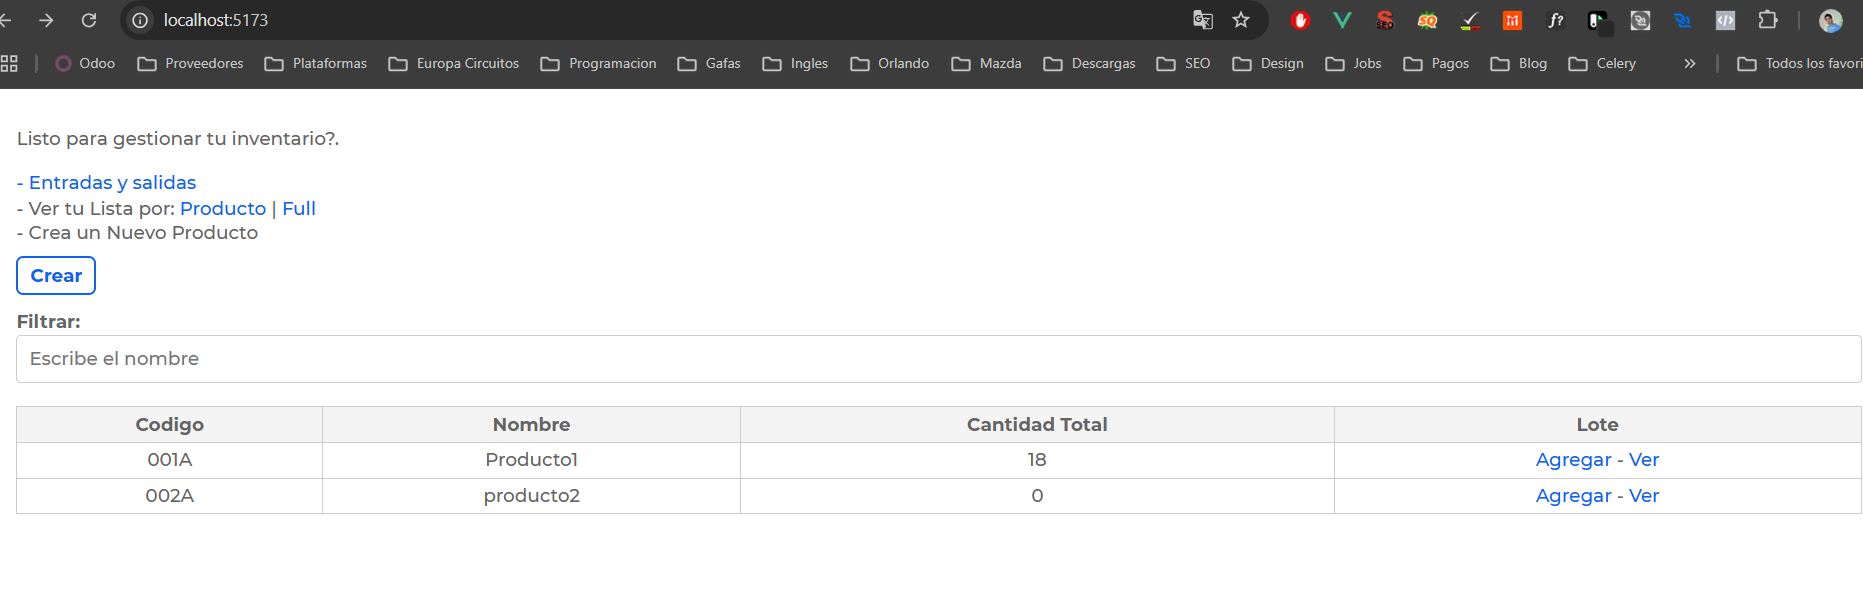 localhost:5173
Odoo Proveedores Plataformas Europa Circuitos Programacion Gafas Ingles Orlando Mazda Descargas SEO Design Jobs Pagos Blog Celery » Todos los favori
Listo para gestionar tu inventario?.
- Entradas y salidas
- Ver tu Lista por: Producto | Full
- Crea un Nuevo Producto
Crear
Filtrar:
Escribe el nombre
Codigo Nombre Cantidad Total Lote
001A Producto1 18 Agregar - Ver
002A producto2 0 Agregar - Ver